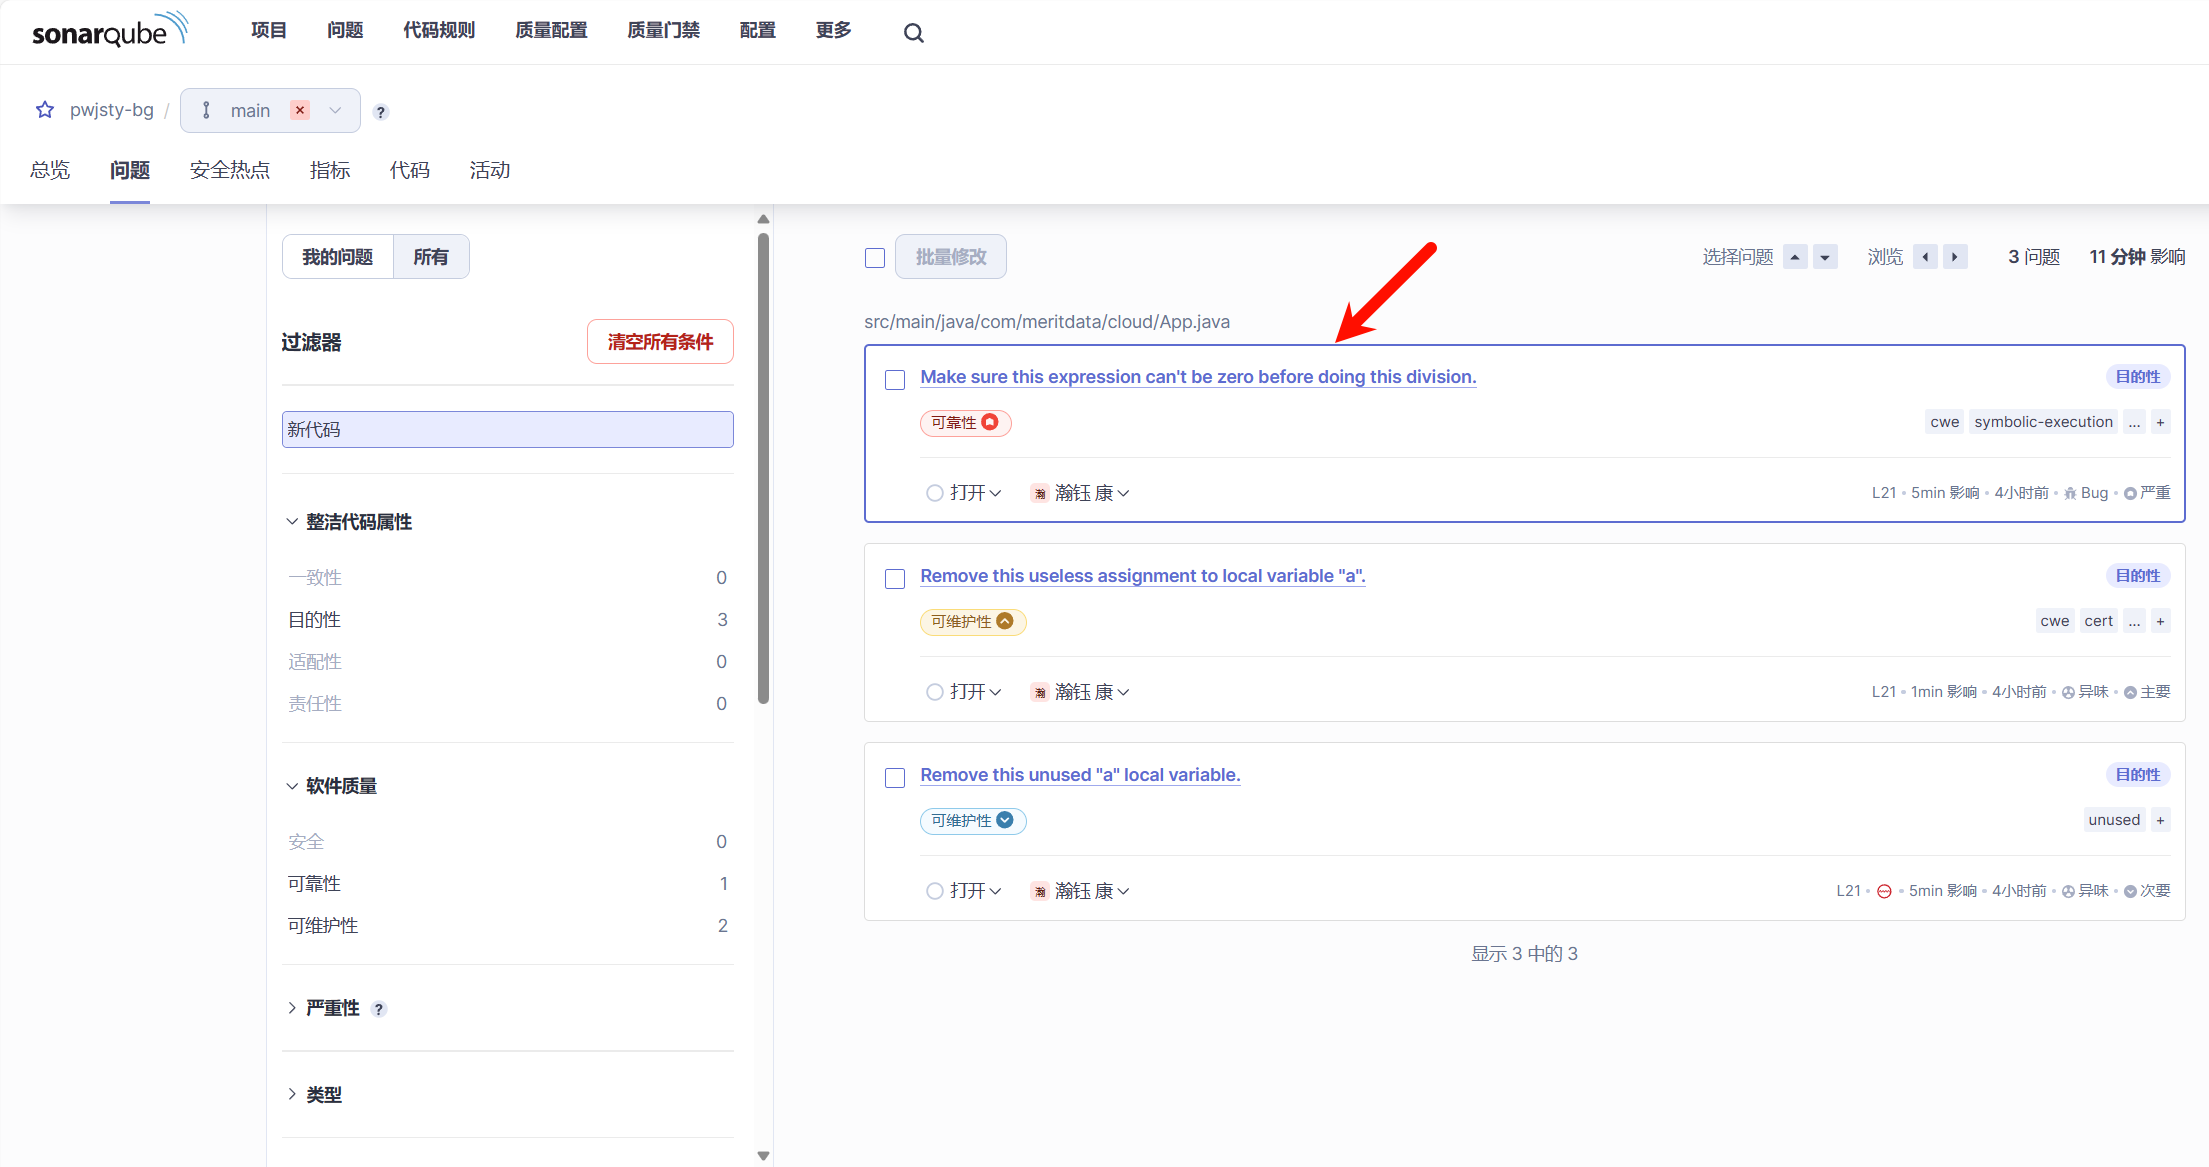 sonarqube
项目 问题 代码规则 质量配置 质量门禁 配置 更多
pwjsty-bg / main ?
总览 问题 安全热点 指标 代码 活动
我的问题 所有
过滤器 清空所有条件
新代码
整洁代码属性
一致性 0
目的性 3
适配性 0
责任性 0
软件质量
安全 0
可靠性 1
可维护性 2
严重性 ?
类型
批量修改 选择问题 浏览 3 问题 11 分钟 影响
src/main/java/com/meritdata/cloud/App.java
Make sure this expression can't be zero before doing this division. 目的性
可靠性 cwe symbolic-execution ... +
打开 瀚 瀚钰 康 L21 • 5min 影响 • 4小时前 • Bug • 严重
Remove this useless assignment to local variable "a". 目的性
可维护性 cwe cert ... +
打开 瀚 瀚钰 康 L21 • 1min 影响 • 4小时前 • 异味 • 主要
Remove this unused "a" local variable. 目的性
可维护性 unused +
打开 瀚 瀚钰 康 L21 • • 5min 影响 • 4小时前 • 异味 • 次要
显示 3 中的 3